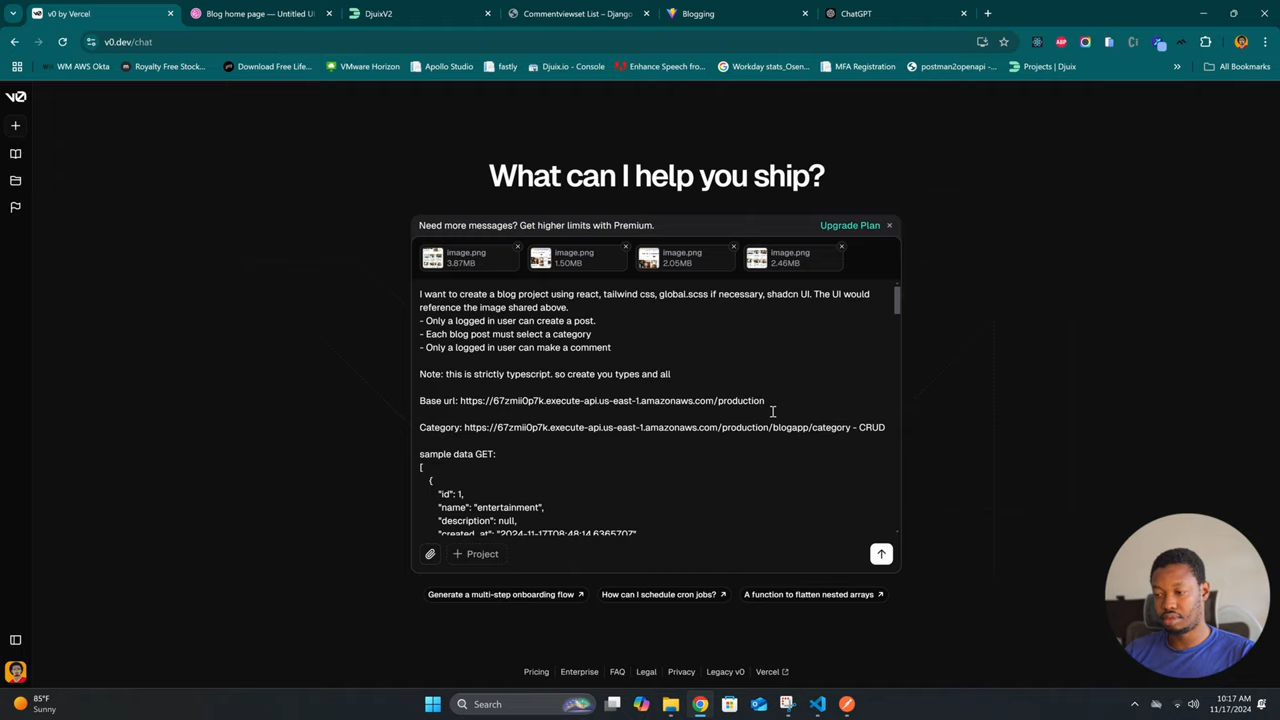 v0 by Vercel
Blog home page — Untitled UI
DjuixV2
Commentviewset List – Django
Blogging
ChatGPT
v0.dev/chat
WM AWS Okta
Royalty Free Stock...
Download Free Life...
VMware Horizon
Apollo Studio
fastly
Djuix.io - Console
Enhance Speech from...
Workday stats_Osen...
MFA Registration
postman2openapi -...
Projects | Djuix
All Bookmarks
v0
What can I help you ship?
Need more messages? Get higher limits with Premium.
Upgrade Plan
image.png
3.87MB
image.png
1.50MB
image.png
2.05MB
image.png
2.46MB
I want to create a blog project using react, tailwind css, global.scss if necessary, shadcn UI. The UI would
reference the image shared above.
- Only a logged in user can create a post.
- Each blog post must select a category
- Only a logged in user can make a comment
Note: this is strictly typescript. so create you types and all
Base url: https://67zmii0p7k.execute-api.us-east-1.amazonaws.com/production
Category: https://67zmii0p7k.execute-api.us-east-1.amazonaws.com/production/blogapp/category - CRUD
sample data GET:
[
{
"id": 1,
"name": "entertainment",
"description": null,
"created_at": "2024-11-17T08:48:14.636570Z"
+ Project
Generate a multi-step onboarding flow
How can I schedule cron jobs?
A function to flatten nested arrays
Pricing
Enterprise
FAQ
Legal
Privacy
Legacy v0
Vercel
85°F
Sunny
Search
10:17 AM
11/17/2024